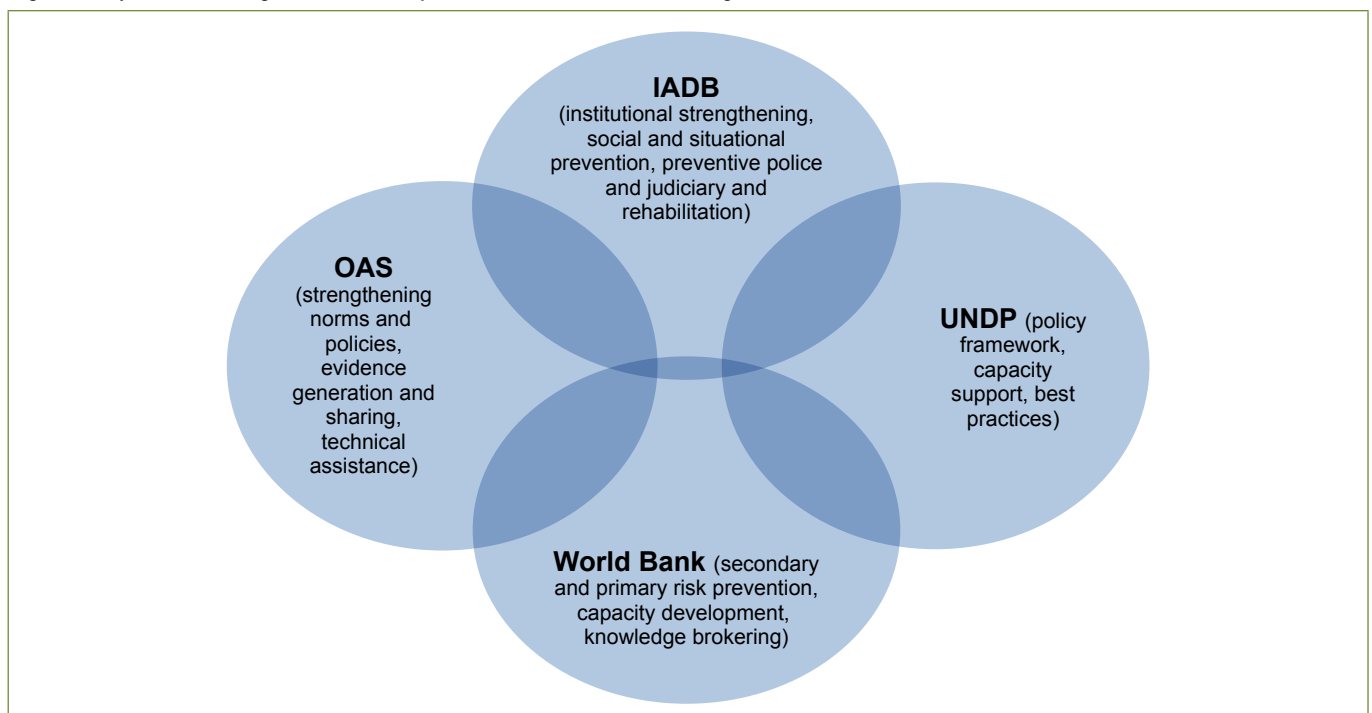 IADB
(institutional strengthening,
social and situational
prevention, preventive police
and judiciary and
rehabilitation)
OAS
(strengthening
norms and
policies,
evidence
generation and
sharing,
technical
assistance)
UNDP (policy
framework,
capacity
support, best
practices)
World Bank (secondary
and primary risk prevention,
capacity development,
knowledge brokering)